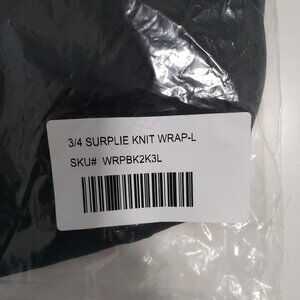 3/4 SURPLIE KNIT WRAP-L
SKU# WRPBK2K3L